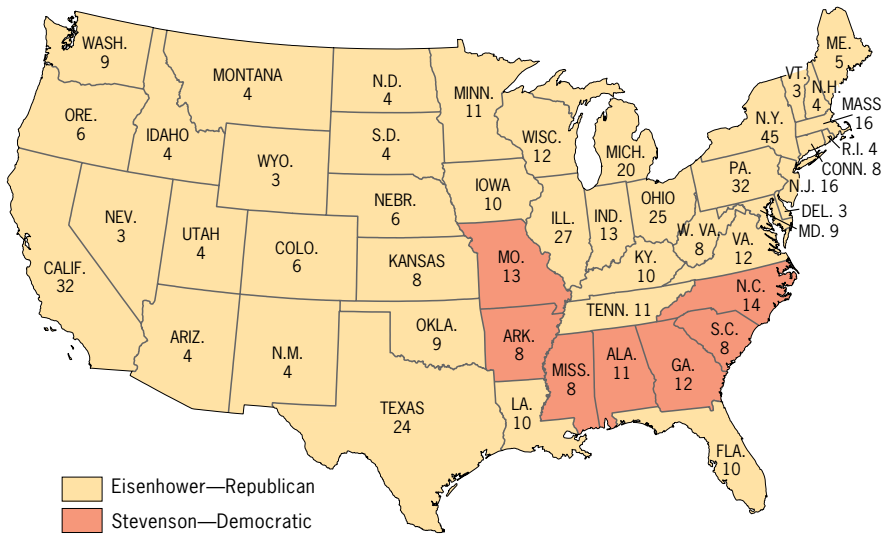 WASH.
9
ORE.
6
CALIF.
32
NEV.
3
IDAHO
4
MONTANA
4
WYO.
3
UTAH
4
COLO.
6
ARIZ.
4
N.M.
4
N.D.
4
S.D.
4
NEBR.
6
KANSAS
8
OKLA.
9
TEXAS
24
MINN.
11
IOWA
10
MO.
13
ARK.
8
LA.
10
WISC.
12
ILL.
27
MICH.
20
IND.
13
OHIO
25
KY.
10
TENN. 11
MISS.
8
ALA.
11
GA.
12
FLA.
10
S.C.
8
N.C.
14
VA.
12
W. VA.
8
PA.
32
N.Y.
45
VT.
3
N.H.
4
ME.
5
MASS
16
R.I. 4
CONN. 8
N.J. 16
DEL. 3
MD. 9
Eisenhower—Republican
Stevenson—Democratic